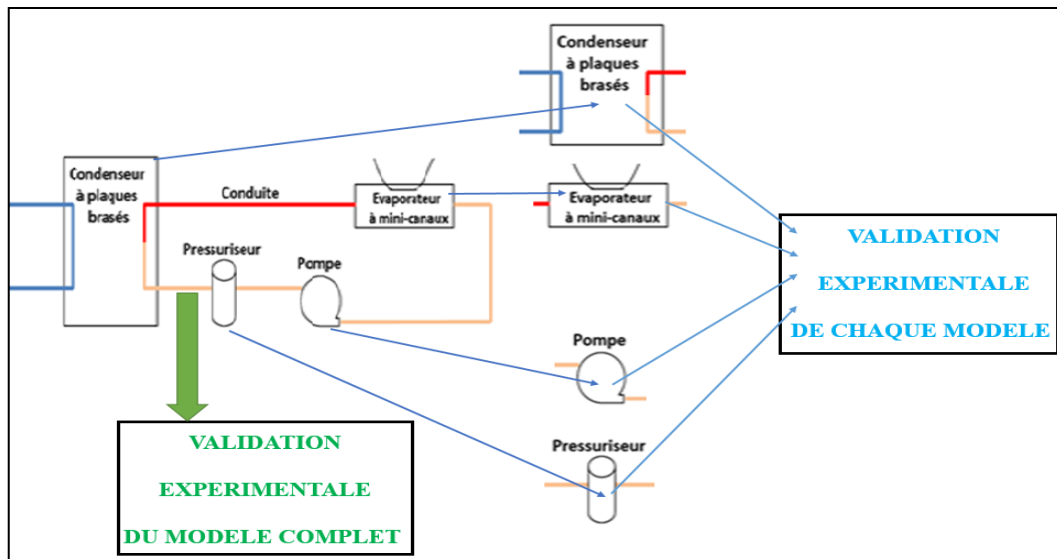 Condenseur
à plaques
brasés
Condenseur
à plaques
brasés
Conduite
Evaporateur
à mini-canaux
Evaporateur
à mini-canaux
Pressuriseur
Pompe
VALIDATION
EXPERIMENTALE
DE CHAQUE MODELE
Pompe
Pressuriseur
VALIDATION
EXPERIMENTALE
DU MODELE COMPLET